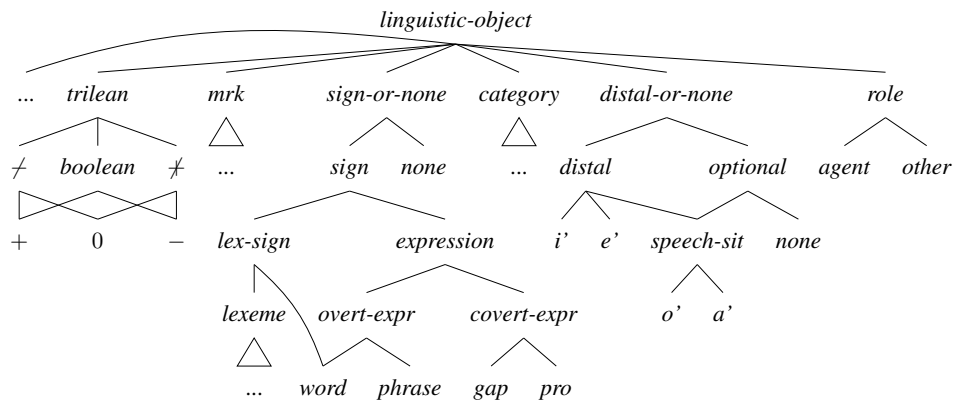 linguistic-object
... trilean mrk sign-or-none category distal-or-none role
≠ boolean ≠ ... sign none ... distal optional agent other
+ 0 − lex-sign expression i’ e’ speech-sit none
lexeme overt-expr covert-expr o’ a’
... word phrase gap pro